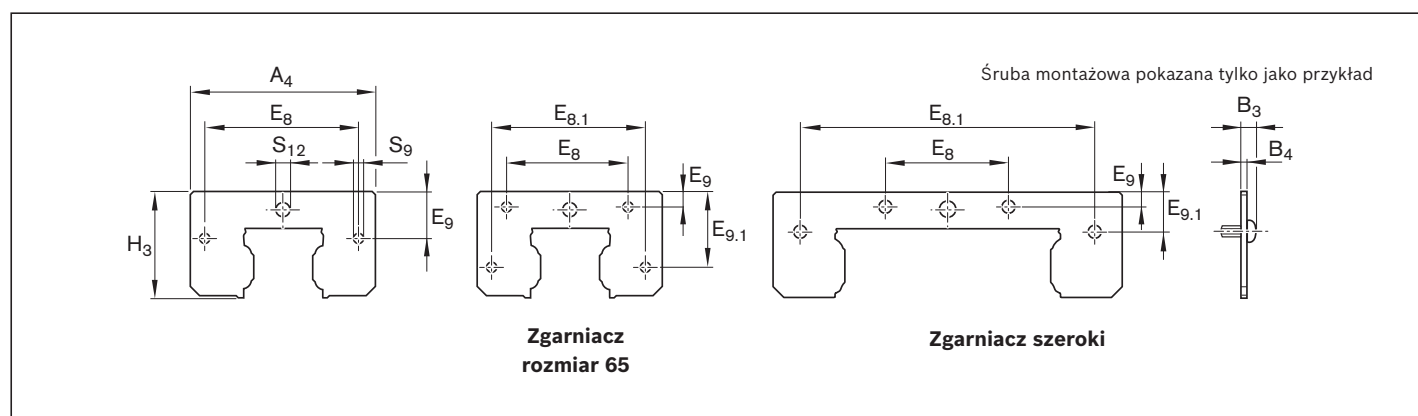 Śruba montażowa pokazana tylko jako przykład
A4
E8
S12
S9
H3
E9
E8.1
E8
E9
E9.1
Zgarniacz
rozmiar 65
E8.1
E8
E9
E9.1
Zgarniacz szeroki
B3
B4